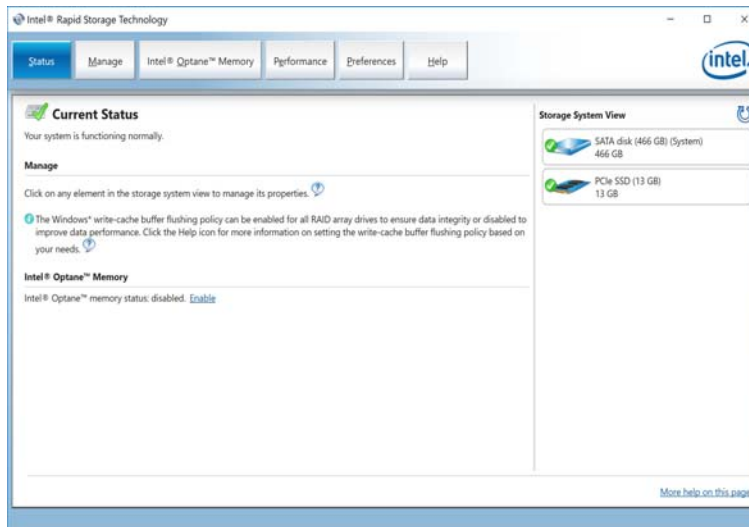 Intel® Rapid Storage Technology
Status
Manage
Intel® Optane™ Memory
Performance
Preferences
Help
intel.
Current Status
Your system is functioning normally.
Manage
Click on any element in the storage system view to manage its properties.
The Windows* write-cache buffer flushing policy can be enabled for all RAID array drives to ensure data integrity or disabled to
improve data performance. Click the Help icon for more information on setting the write-cache buffer flushing policy based on
your needs.
Intel® Optane™ Memory
Intel® Optane™ memory status: disabled. Enable
Storage System View
SATA disk (466 GB) (System)
466 GB
PCIe SSD (13 GB)
13 GB
More help on this page